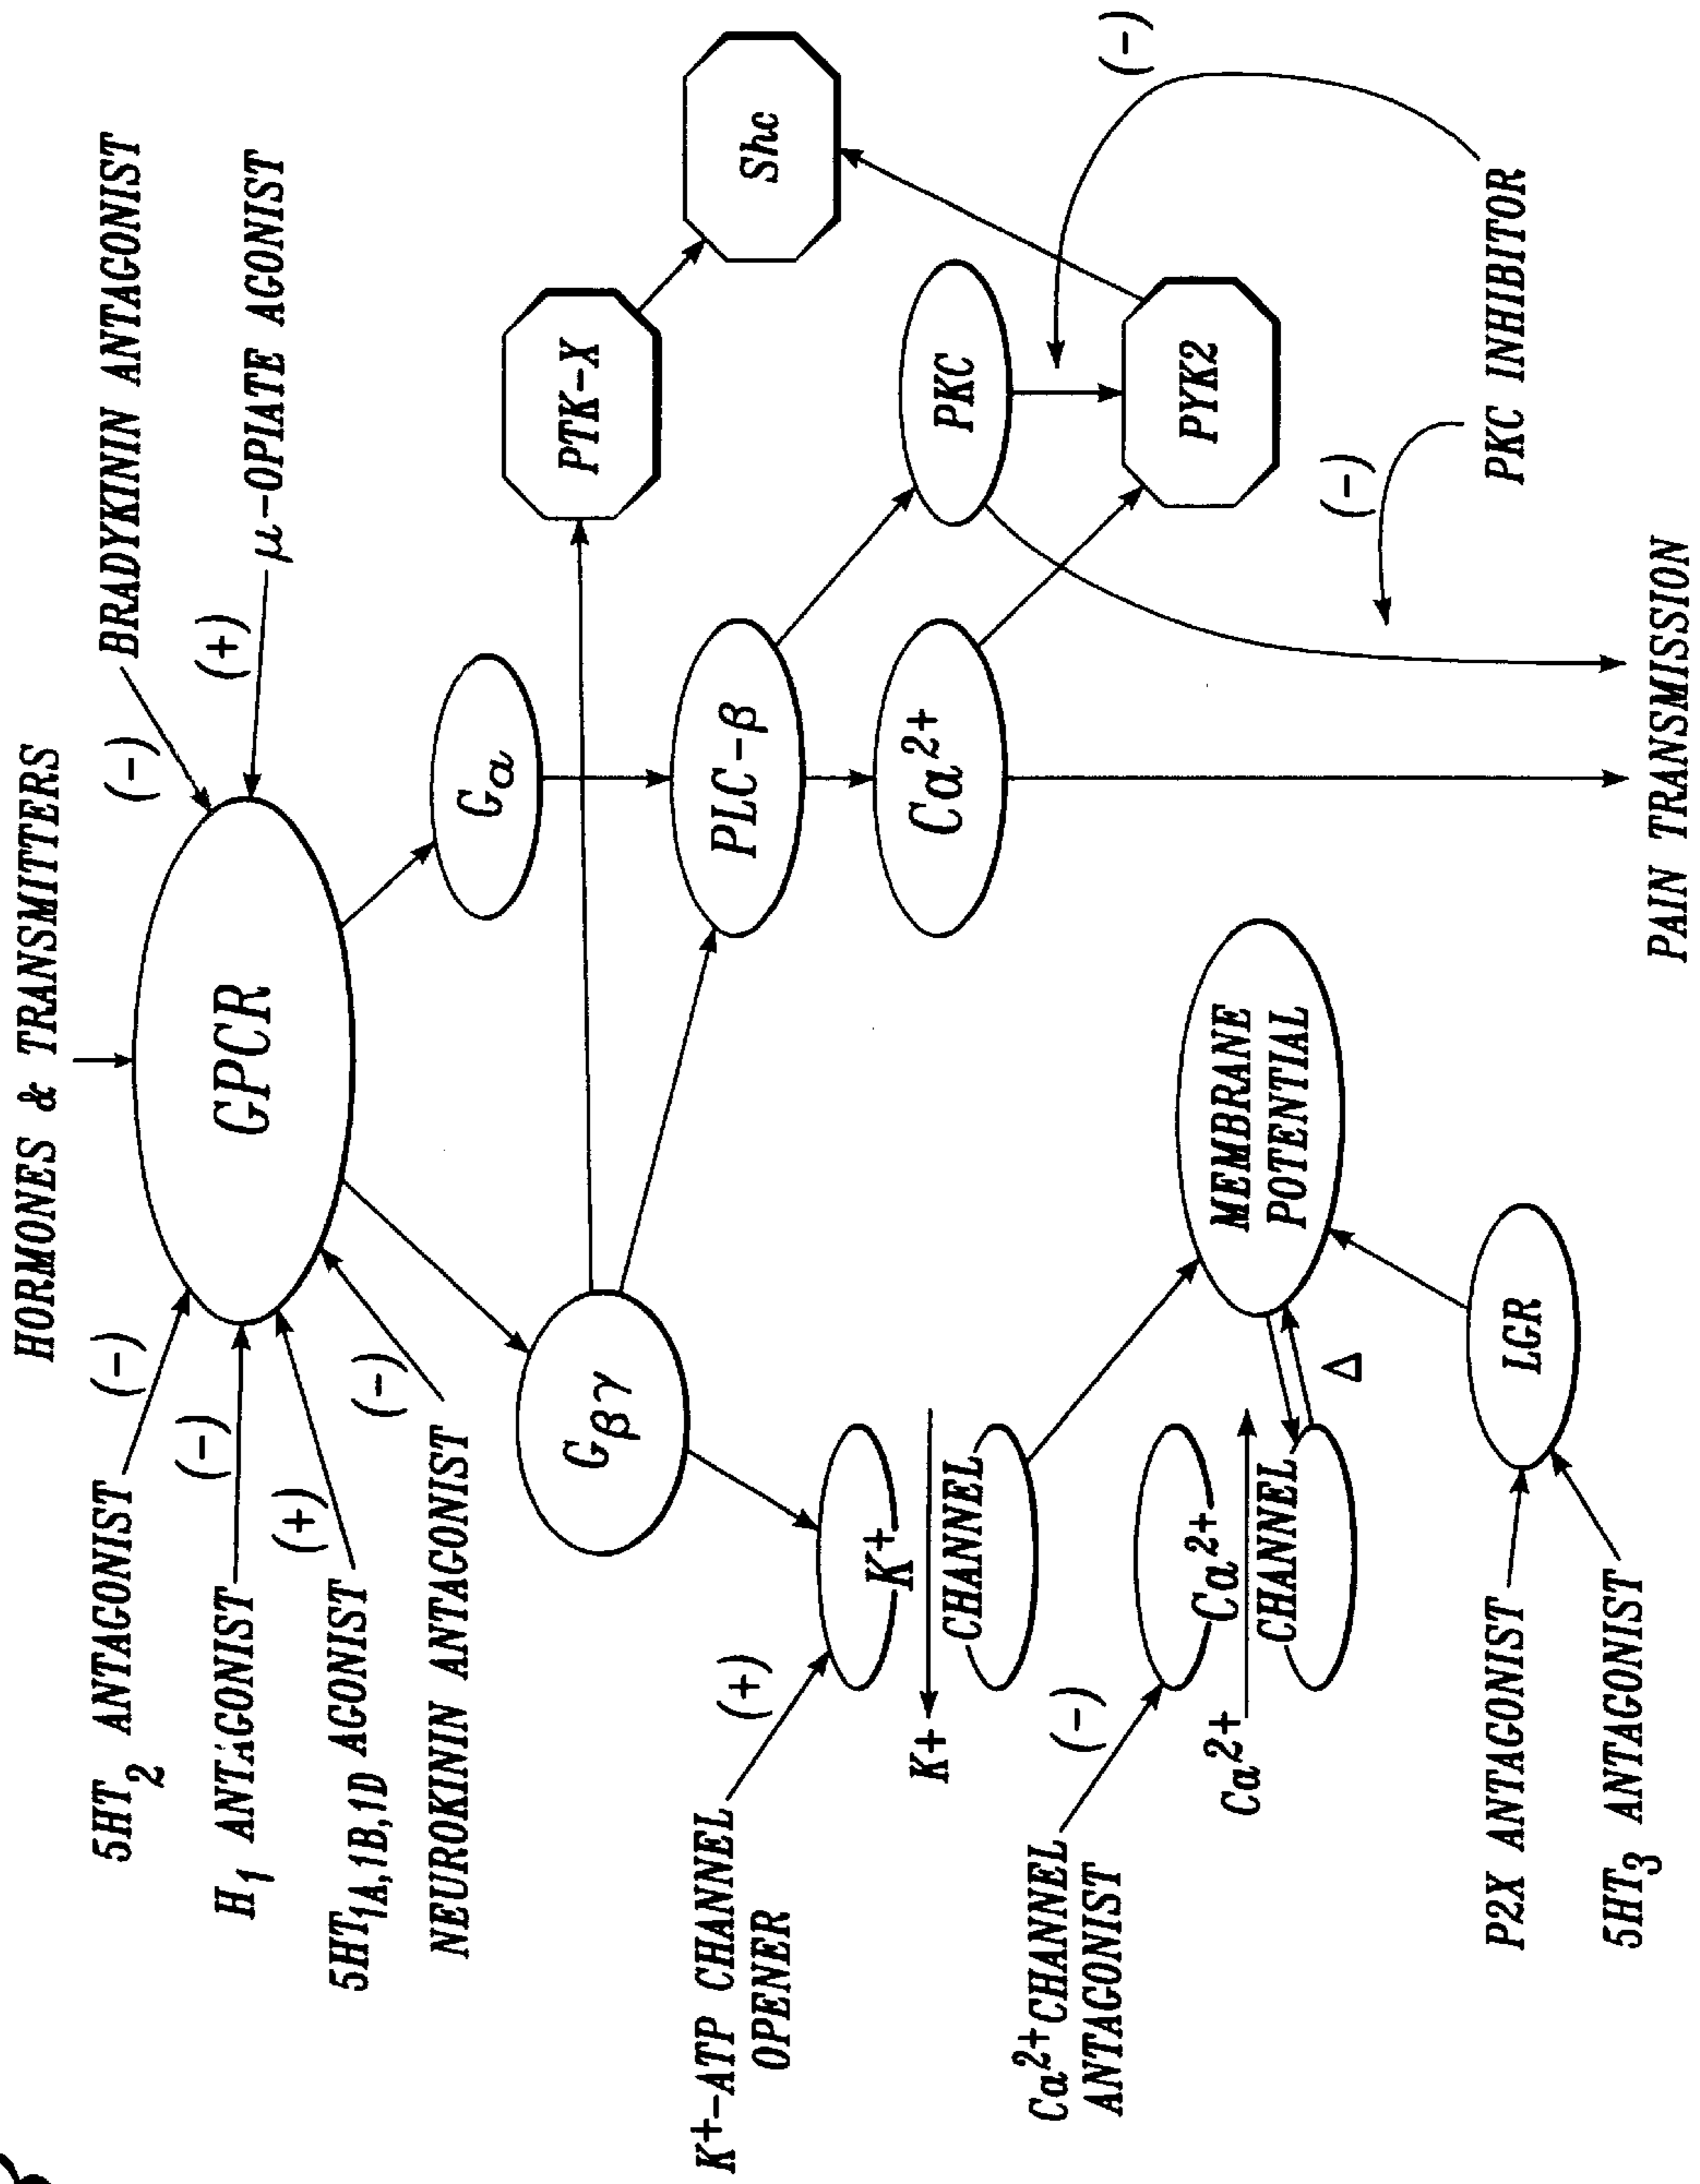 HORMONES & TRANSMITTERS
5HT2 ANTAGONIST
(-)
(-)
BRADYKININ ANTAGONIST
H1 ANTAGONIST
(-)
GPCR
(+)
μ-OPIATE AGONIST
5HT1A,1B,1D AGONIST
(+)
NEUROKININ ANTAGONIST
(-)
Gα
Gβγ
PTK-X
Shc
K+-ATP CHANNEL
OPENER
(+)
K+
CHANNEL
K+
PLC-β
Ca2+
PKC
(-)
Ca2+CHANNEL
ANTAGONIST
(-)
Ca2+
CHANNEL
Ca2+
MEMBRANE
POTENTIAL
Δ
PYK2
(-)
P2X ANTAGONIST
LGR
PKC INHIBITOR
5HT3 ANTAGONIST
PAIN TRANSMISSION